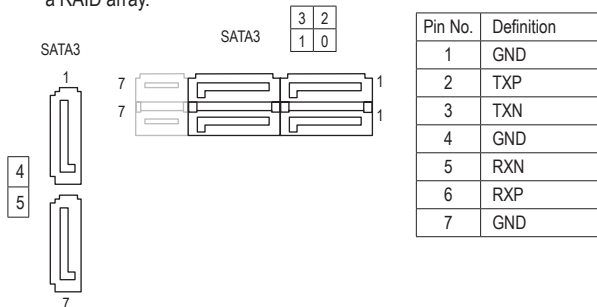 a RAID array.
SATA3
1
4
5
7
SATA3
3 2
1 0
7
7
1
1
Pin No. Definition
1 GND
2 TXP
3 TXN
4 GND
5 RXN
6 RXP
7 GND